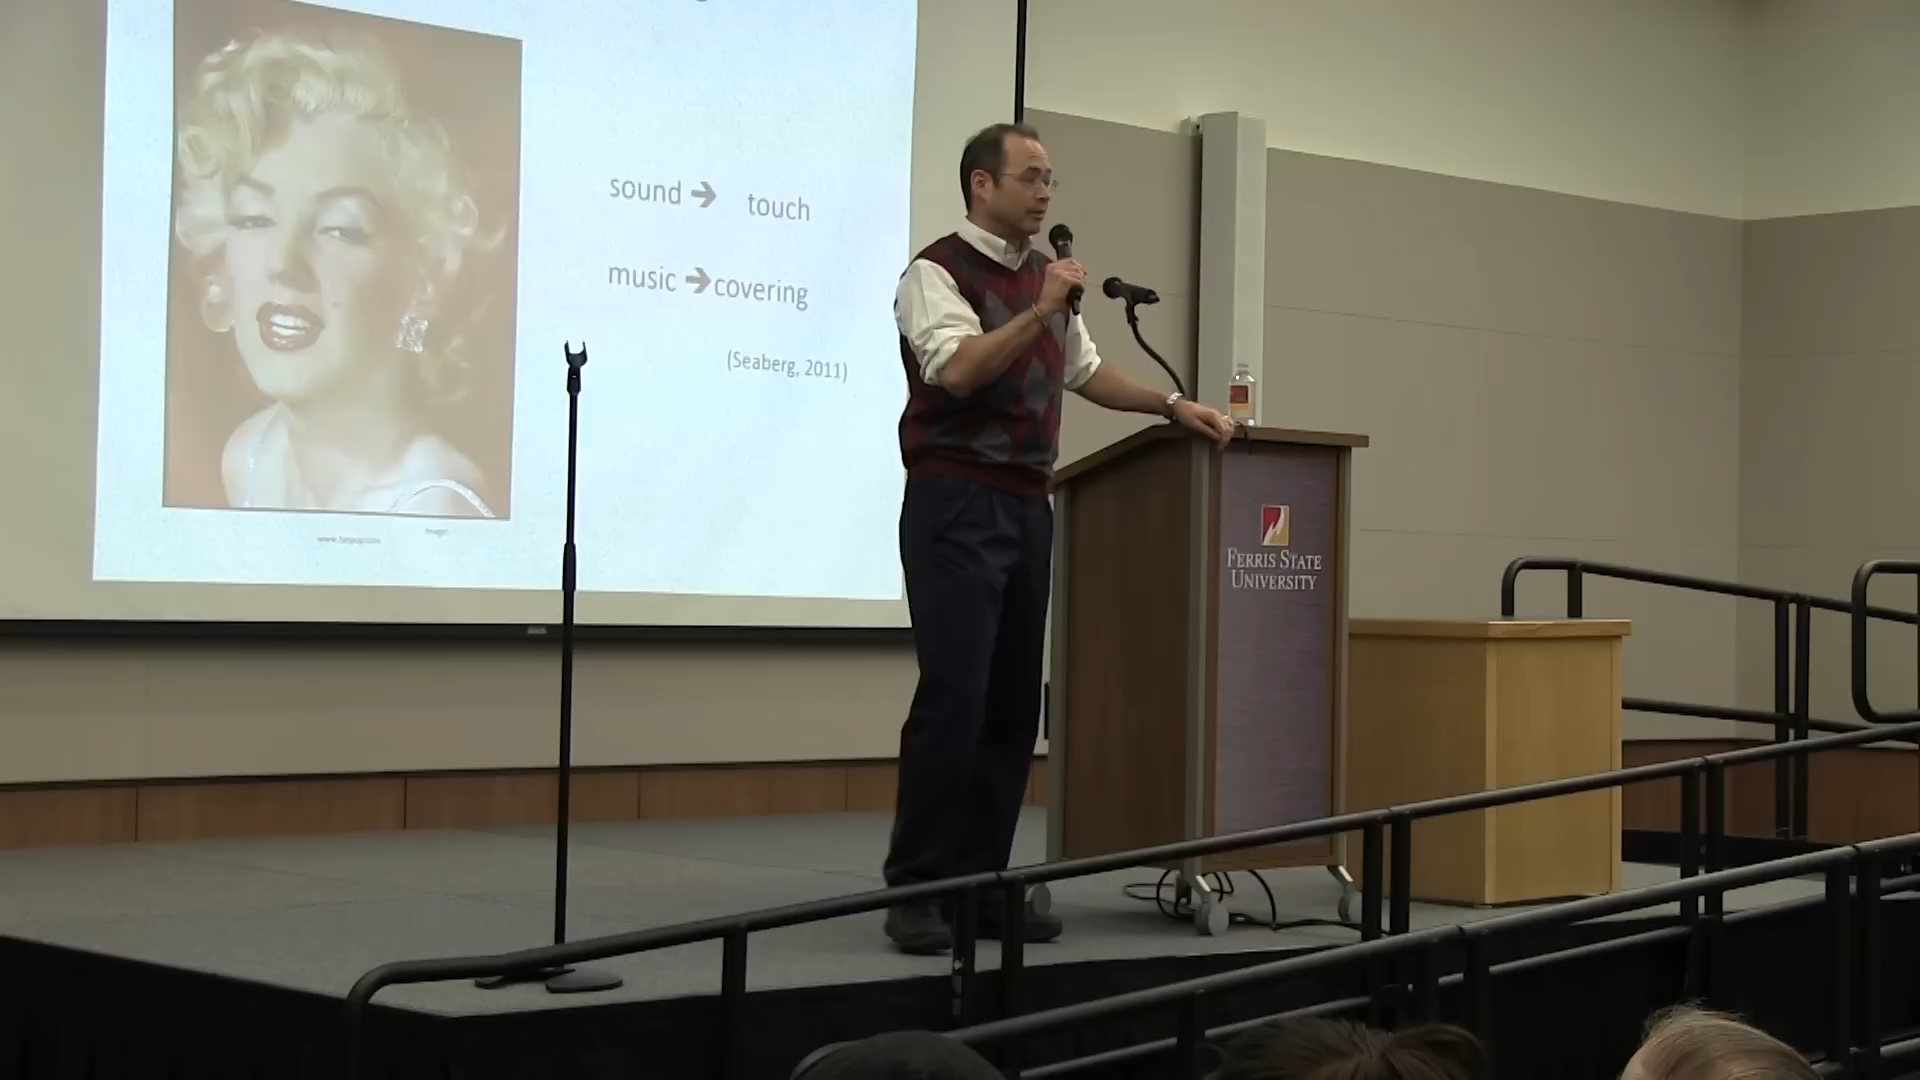 sound ➔ touch
music ➔covering
(Seaberg, 2011)
FERRIS STATE
UNIVERSITY